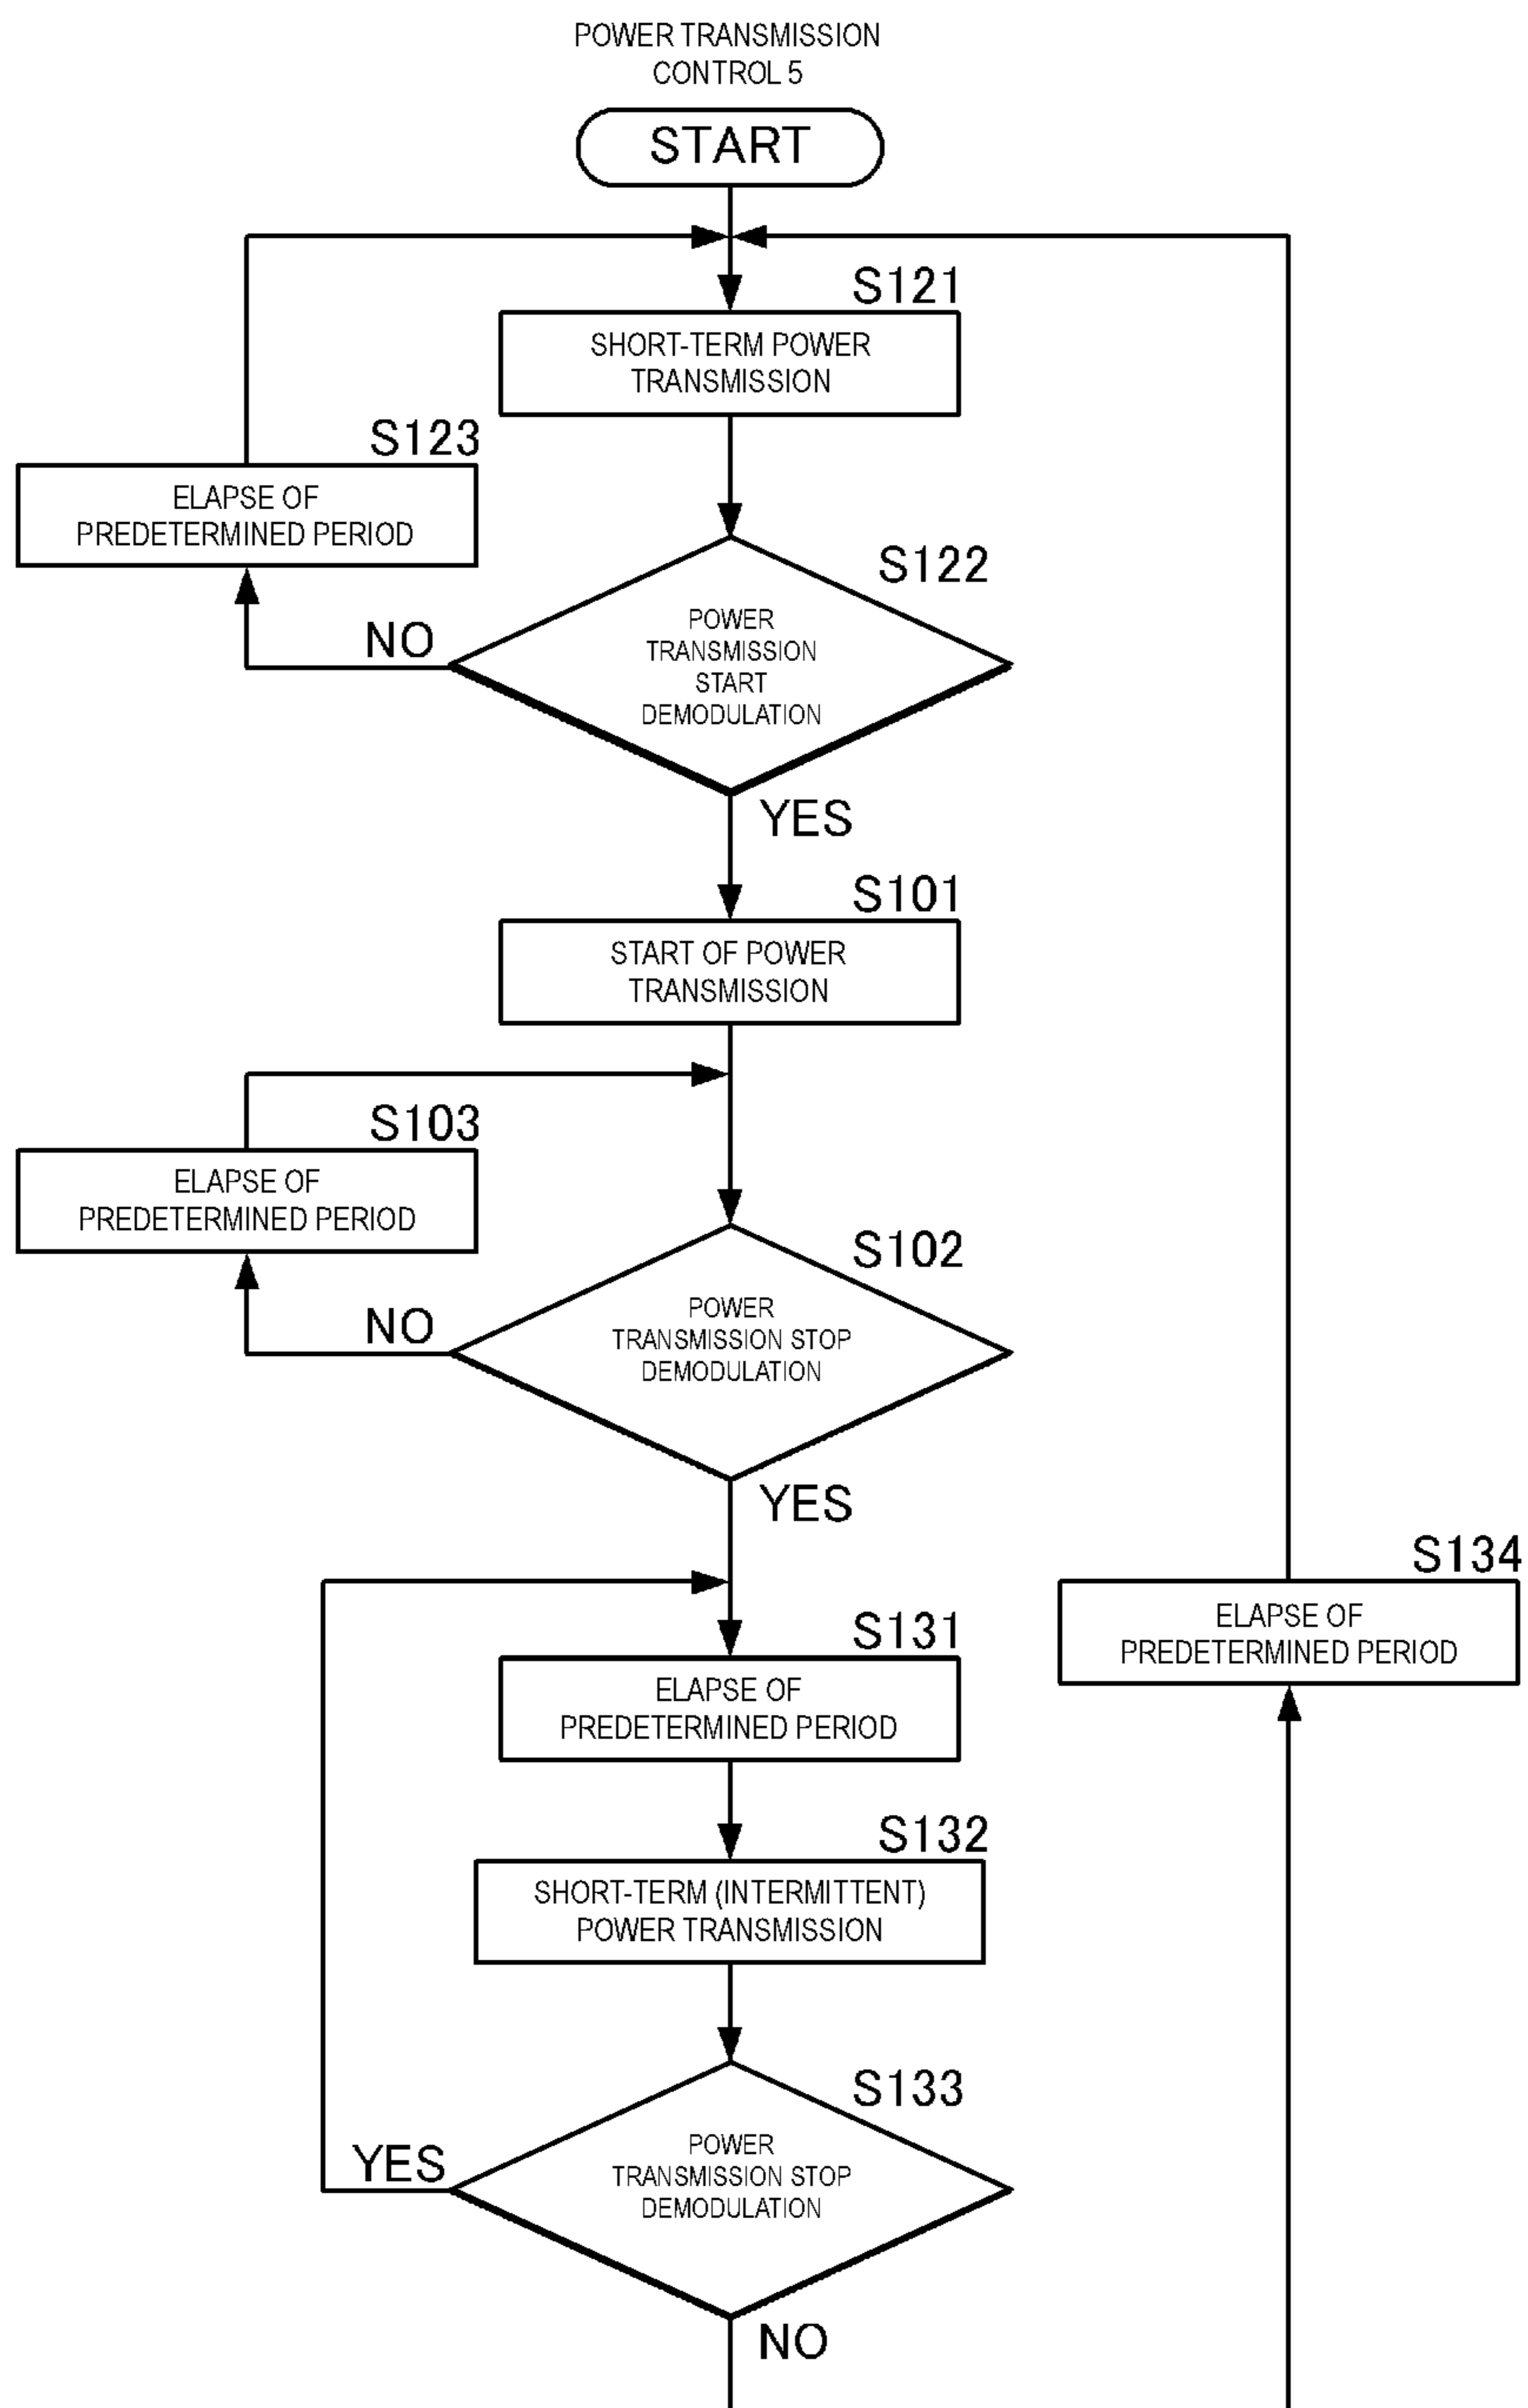 POWER TRANSMISSION
CONTROL 5
START
S121
SHORT-TERM POWER
TRANSMISSION
S123
ELAPSE OF
PREDETERMINED PERIOD
S122
POWER
TRANSMISSION
START
DEMODULATION
NO
YES
S101
START OF POWER
TRANSMISSION
S103
ELAPSE OF
PREDETERMINED PERIOD
S102
POWER
TRANSMISSION STOP
DEMODULATION
NO
YES
S134
ELAPSE OF
PREDETERMINED PERIOD
S131
ELAPSE OF
PREDETERMINED PERIOD
S132
SHORT-TERM (INTERMITTENT)
POWER TRANSMISSION
S133
POWER
TRANSMISSION STOP
DEMODULATION
YES
NO